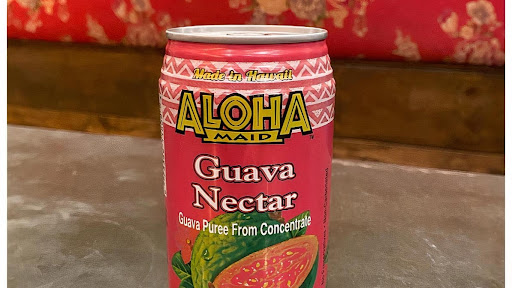 Made in Hawaii
ALOHA
MAID
Guava
Nectar
Guava Puree From Concentrate